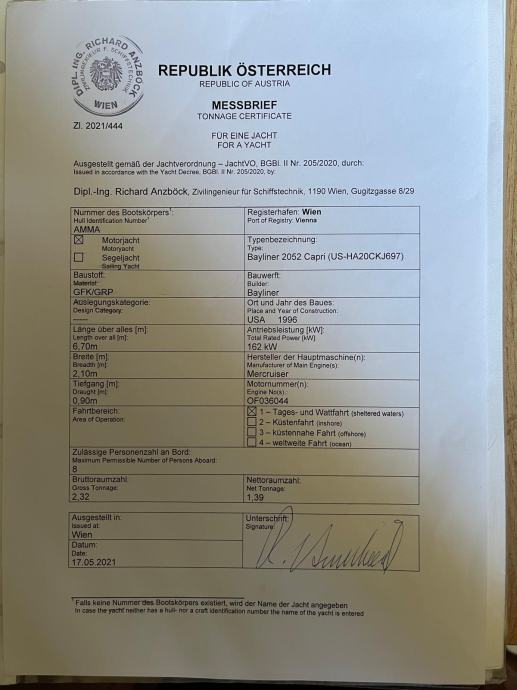 DIPL.-ING. RICHARD ANZBÖCK
ZIVILINGENIEUR F. SCHIFFSTECHNIK
WIEN
REPUBLIK ÖSTERREICH
REPUBLIC OF AUSTRIA
MESSBRIEF
TONNAGE CERTIFICATE
Zl. 2021/444
FÜR EINE JACHT
FOR A YACHT
Ausgestellt gemäß der Jachtverordnung – JachtVO, BGBl. II Nr. 205/2020, durch:
Issued in accordance with the Yacht Decree, BGBl. II Nr. 205/2020, by:
Dipl.-Ing. Richard Anzböck, Zivilingenieur für Schiffstechnik, 1190 Wien, Gugitzgasse 8/29
Nummer des Bootskörpers¹:
Hull Identification Number¹
AMMA
Registerhafen: Wien
Port of Registry: Vienna
Motorjacht
Motoryacht
Segeljacht
Sailing Yacht
Typenbezeichnung:
Type:
Bayliner 2052 Capri (US-HA20CKJ697)
Baustoff:
Material:
GFK/GRP
Bauwerft:
Builder:
Bayliner
Auslegungskategorie:
Design Category:
-----
Ort und Jahr des Baues:
Place and Year of Construction:
USA 1996
Länge über alles [m]:
Length over all [m]:
6,70m
Antriebsleistung [kW]:
Total Rated Power [kW]:
162 kW
Breite [m]:
Breadth [m]:
2,10m
Hersteller der Hauptmaschine(n):
Manufacturer of Main Engine(s):
Mercruiser
Tiefgang [m]:
Draught [m]:
0,90m
Motornummer(n):
Engine No(s):
OF036044
Fahrtbereich:
Area of Operation:
1 – Tages- und Wattfahrt (sheltered waters)
2 – Küstenfahrt (inshore)
3 – küstennahe Fahrt (offshore)
4 – weltweite Fahrt (ocean)
Zulässige Personenzahl an Bord:
Maximum Permissible Number of Persons Aboard:
8
Bruttoraumzahl:
Gross Tonnage:
2,32
Nettoraumzahl:
Net Tonnage:
1,39
Ausgestellt in:
Issued at:
Wien
Unterschrift:
Signature:
Datum:
Date:
17.05.2021
¹ Falls keine Nummer des Bootskörpers existiert, wird der Name der Jacht angegeben
In case the yacht neither has a hull- nor a craft identification number the name of the yacht is entered